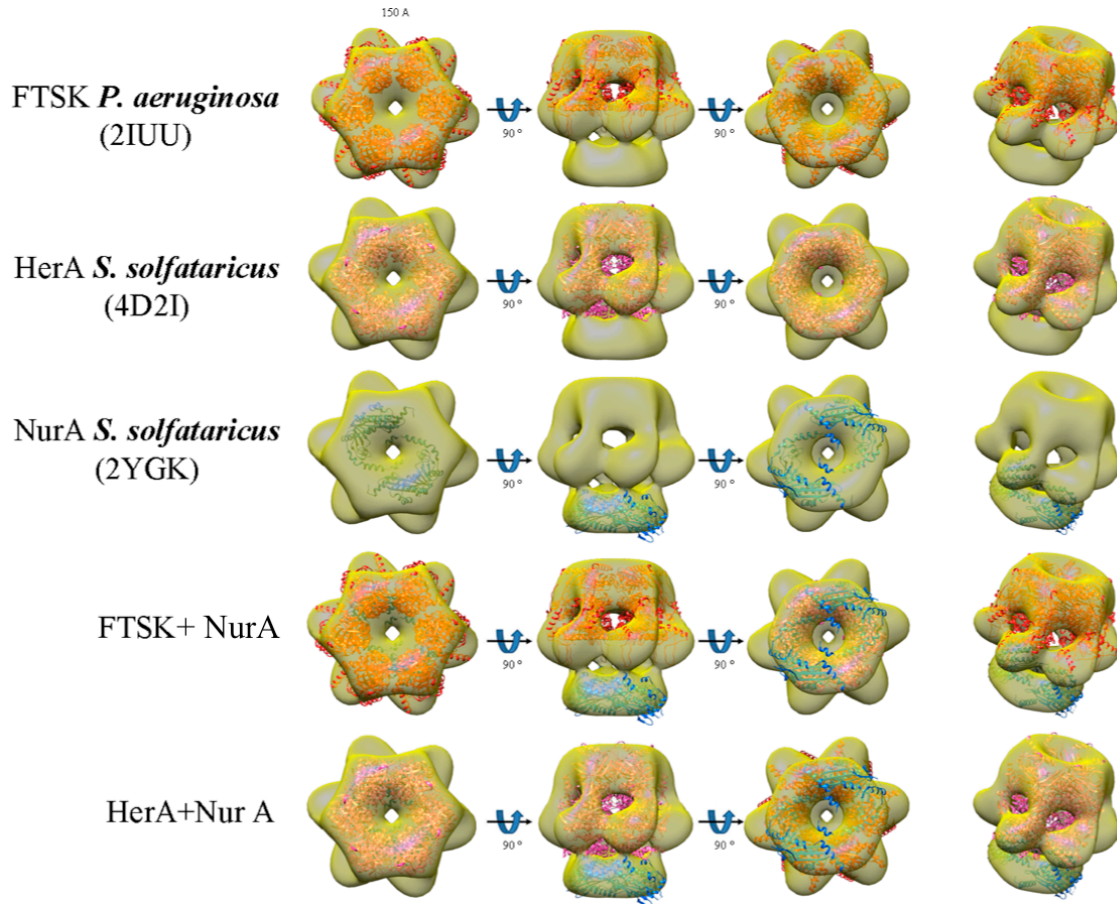 150 A
FTSK P. aeruginosa
(2IUU)
90 °
90 °
HerA S. solfataricus
(4D2I)
90 °
90 °
NurA S. solfataricus
(2YGK)
90 °
90 °
FTSK+ NurA
90 °
90 °
HerA+Nur A
90 °
90 °